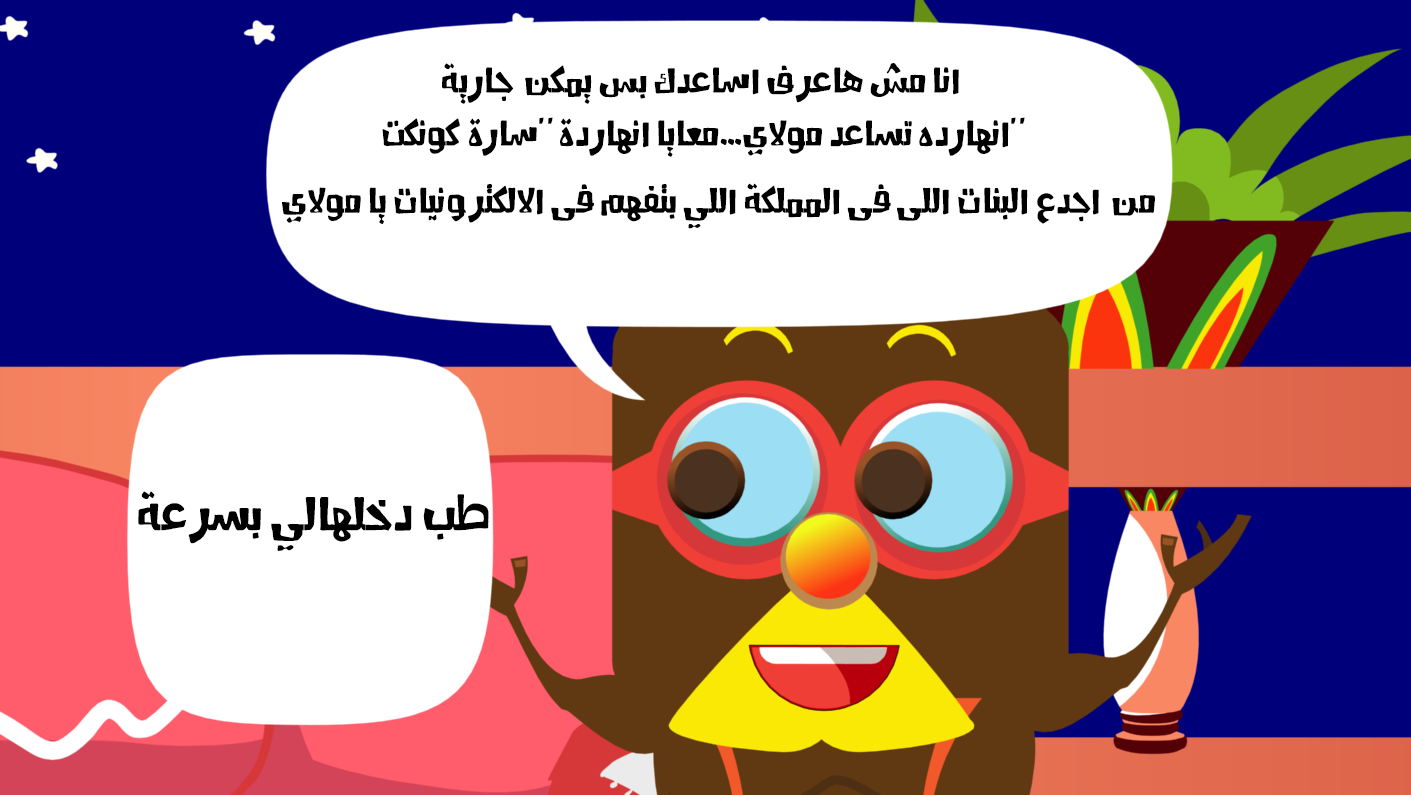 انا مش هاعرف اساعدك بس يمكن جارية
''انهارده تساعد مولاي...معايا انهاردة ''سارة كونكت
من اجدع البنات اللى فى المملكة اللي بتفهم فى الالكترونيات يا مولاي
طب دخلهالي بسرعة